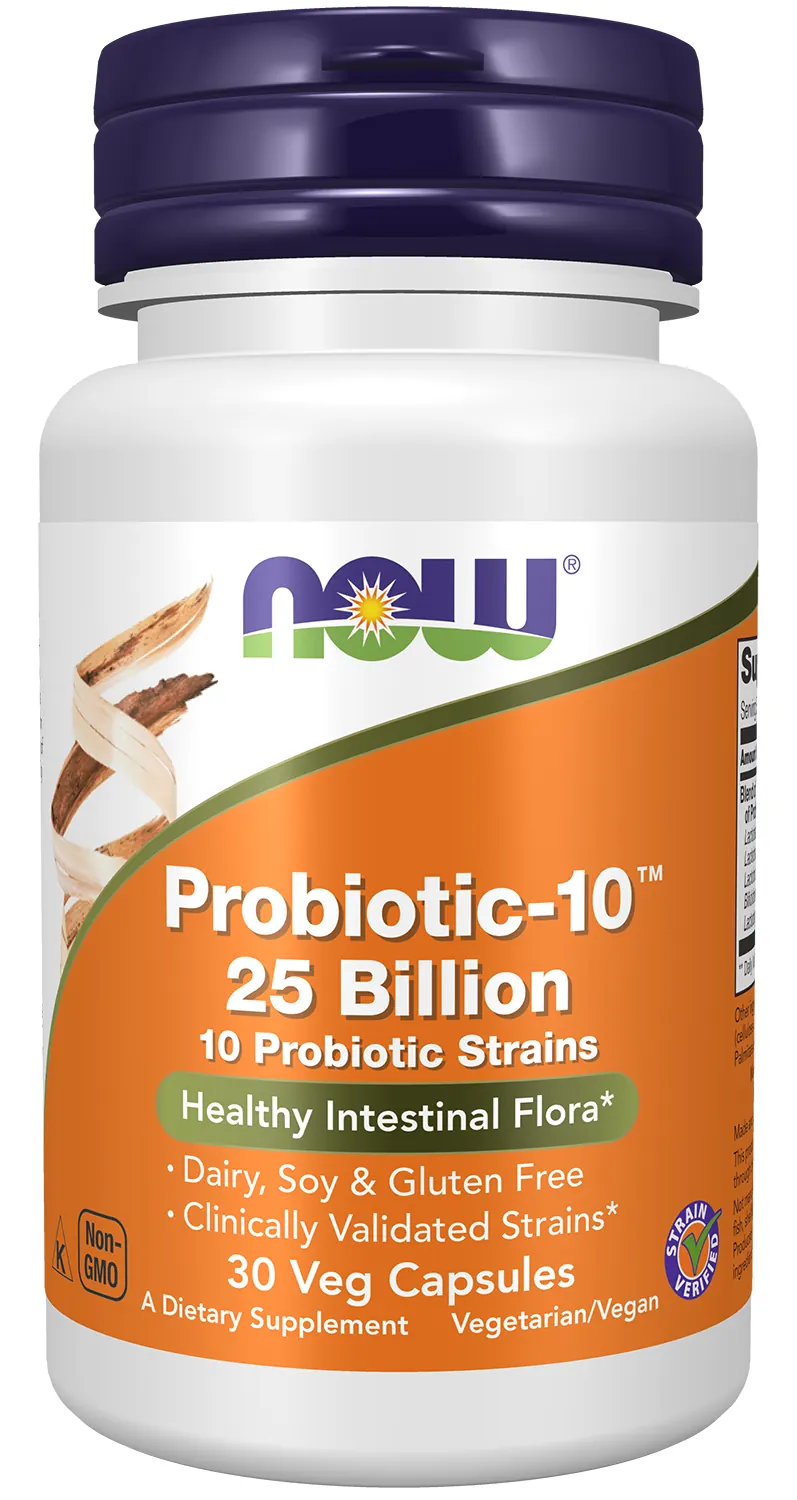 now®
Probiotic-10™
25 Billion
10 Probiotic Strains
Healthy Intestinal Flora*
• Dairy, Soy & Gluten Free
• Clinically Validated Strains*
30 Veg Capsules
A Dietary Supplement Vegetarian/Vegan
K
Non-
GMO
STRAIN
VERIFIED